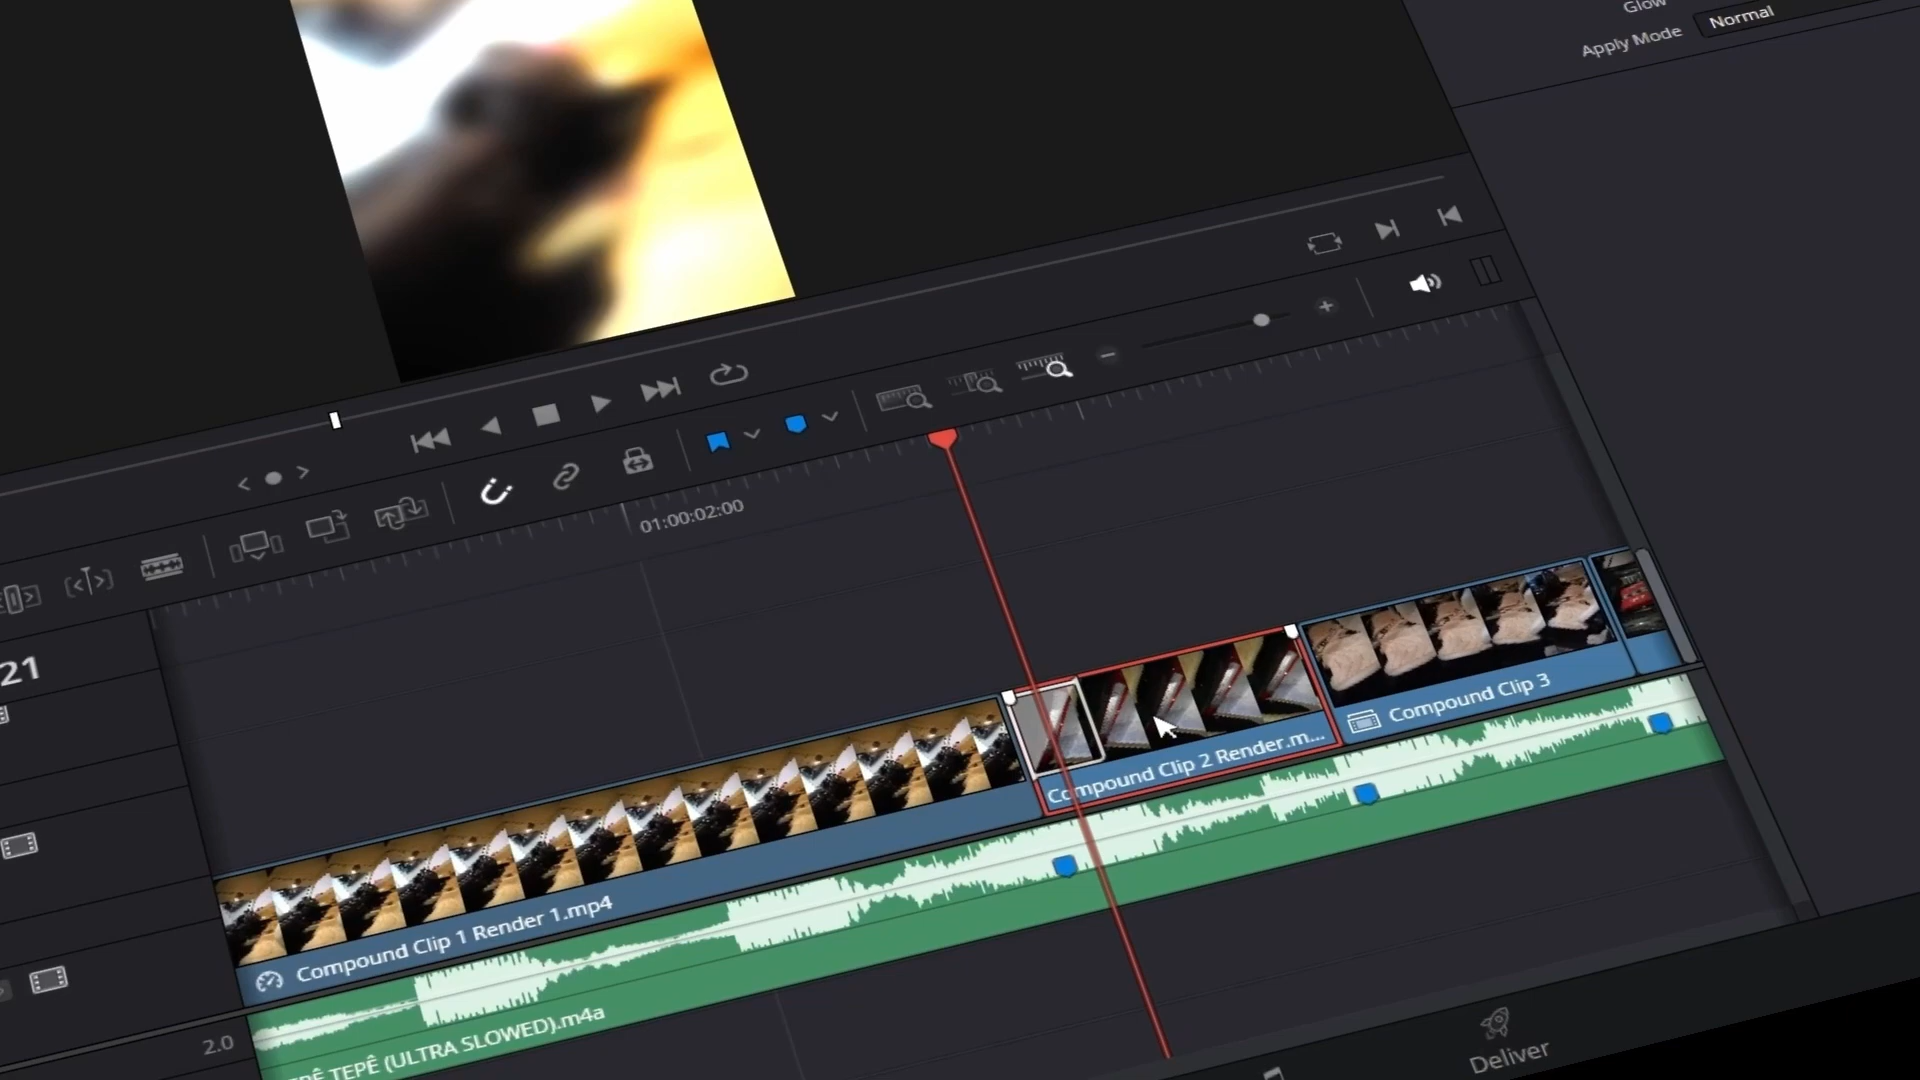 Glow
Apply Mode Normal
01:00:02:00
21
Compound Clip 3
Compound Clip 2 Render.m...
Compound Clip 1 Render 1.mp4
2.0
TEPÊ (ULTRA SLOWED).m4a
Deliver